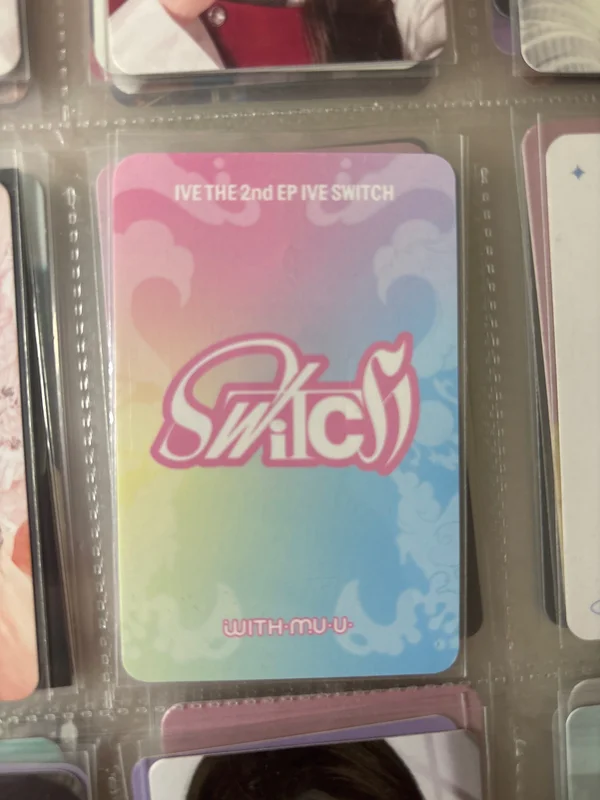 IVE THE 2nd EP IVE SWITCH
SWiTCH
WITH·MU·U·